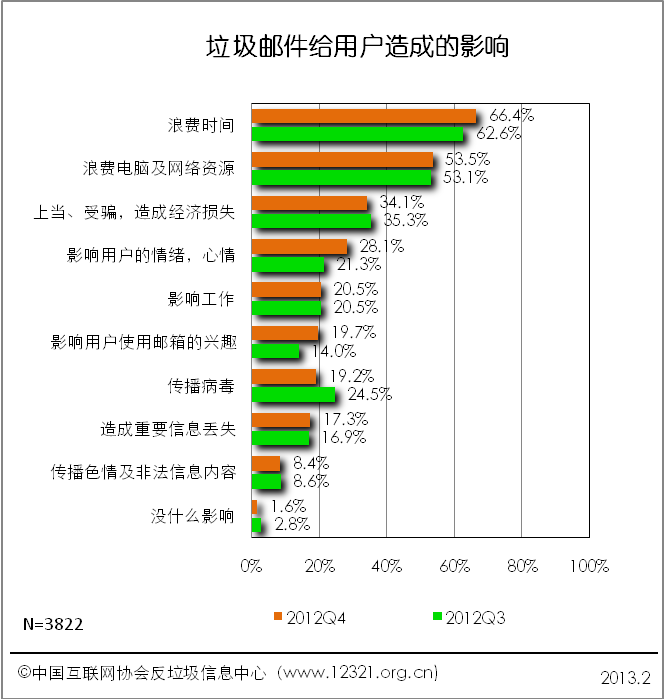 垃圾邮件给用户造成的影响
浪费时间
66.4%
62.6%
浪费电脑及网络资源
53.5%
53.1%
上当、受骗，造成经济损失
34.1%
35.3%
影响用户的情绪，心情
28.1%
21.3%
影响工作
20.5%
20.5%
影响用户使用邮箱的兴趣
19.7%
14.0%
传播病毒
19.2%
24.5%
造成重要信息丢失
17.3%
16.9%
传播色情及非法信息内容
8.4%
8.6%
没什么影响
1.6%
2.8%
0% 20% 40% 60% 80% 100%
N=3822 2012Q4 2012Q3
©中国互联网协会反垃圾信息中心（www.12321.org.cn) 2013.2